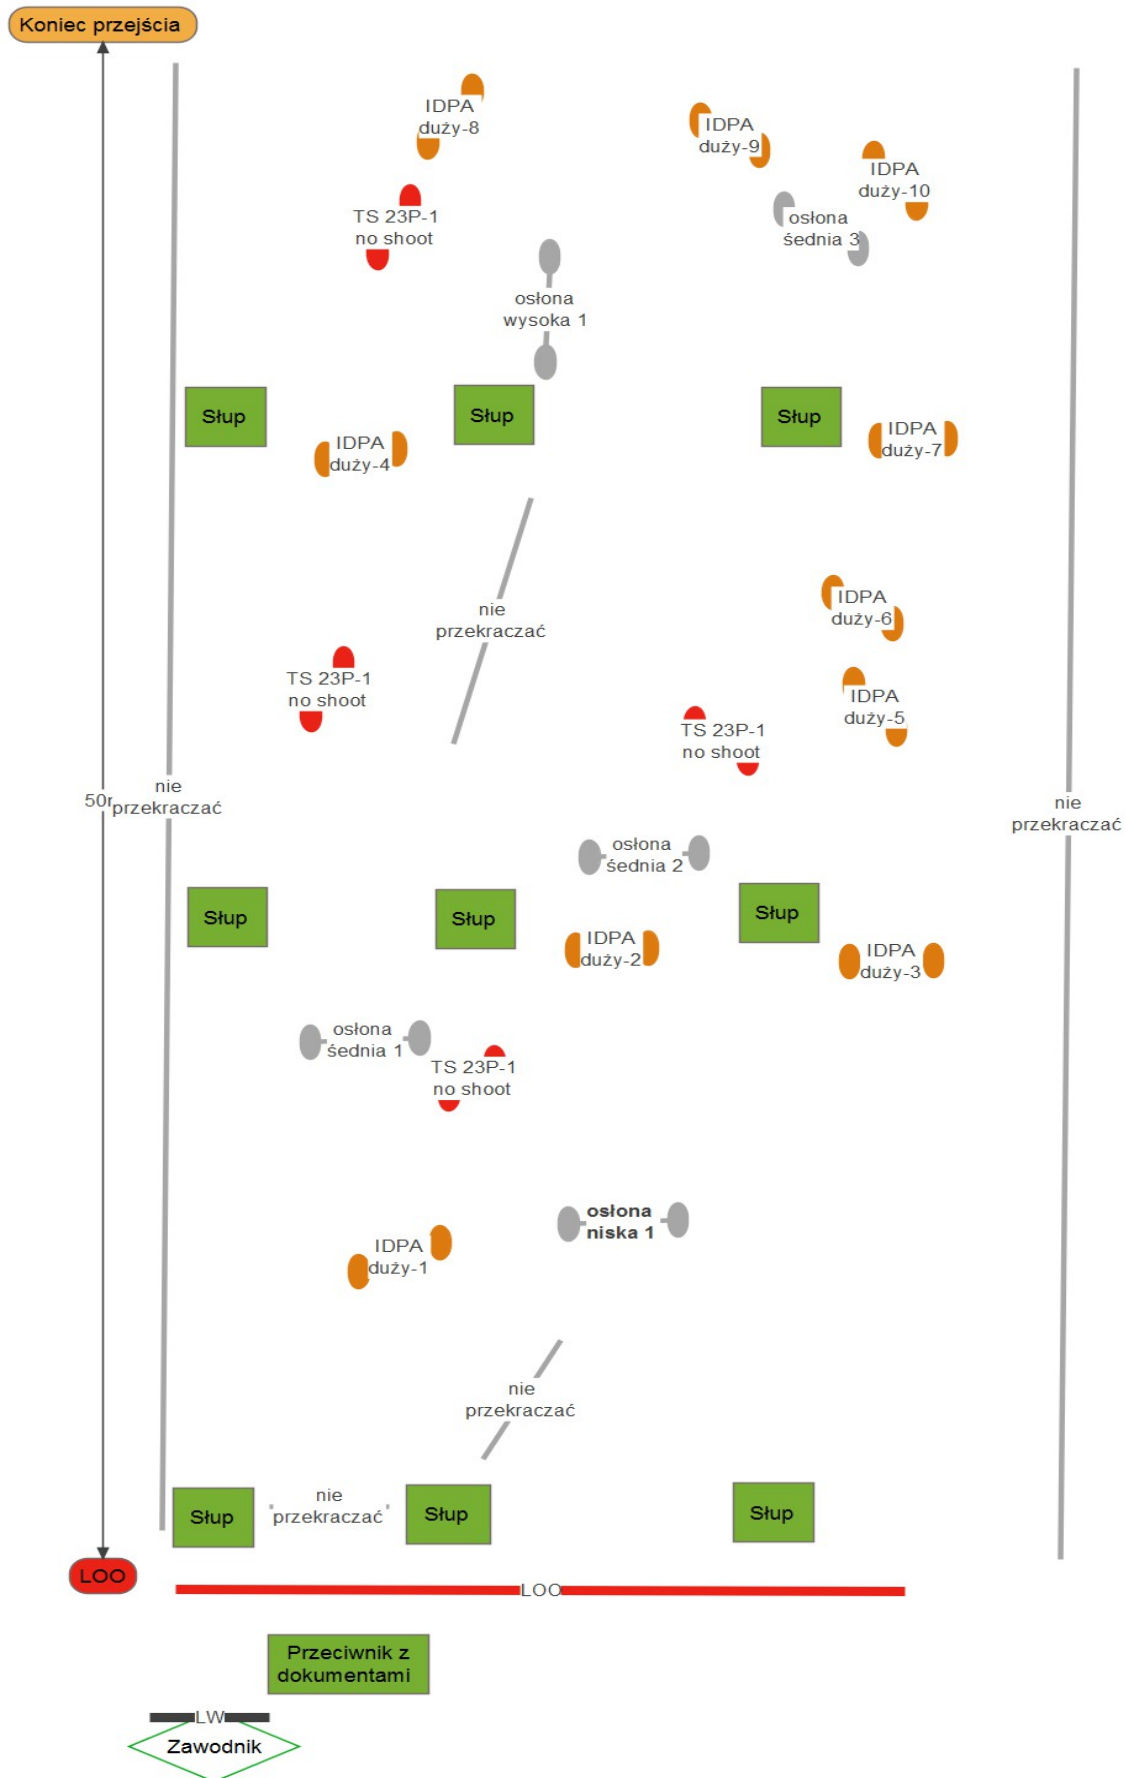 Koniec przejścia
IDPA
duży-8
IDPA
duży-9
IDPA
duży-10
TS 23P-1
no shoot
osłona
śednia 3
osłona
wysoka 1
Słup
Słup
Słup
IDPA
duży-4
IDPA
duży-7
nie
przekraczać
IDPA
duży-6
TS 23P-1
no shoot
IDPA
duży-5
TS 23P-1
no shoot
nie
50r
przekraczać
nie
przekraczać
osłona
śednia 2
Słup
Słup
Słup
IDPA
duży-2
IDPA
duży-3
osłona
śednia 1
TS 23P-1
no shoot
osłona
niska 1
IDPA
duży-1
nie
przekraczać
Słup
nie
przekraczać
Słup
Słup
LOO
LOO
Przeciwnik z
dokumentami
LW
Zawodnik